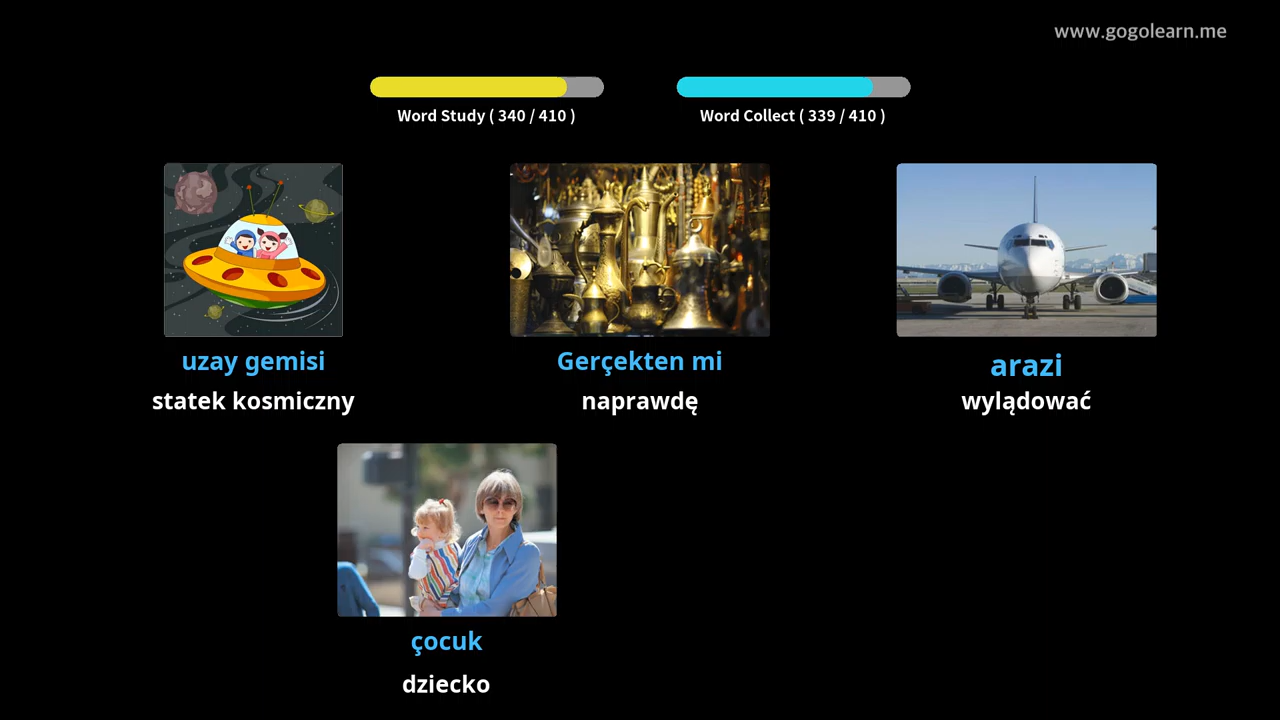 www.gogolearn.me
Word Study ( 340 / 410 )
Word Collect ( 339 / 410 )
uzay gemisi
statek kosmiczny
Gerçekten mi
naprawdę
arazi
wylądować
çocuk
dziecko